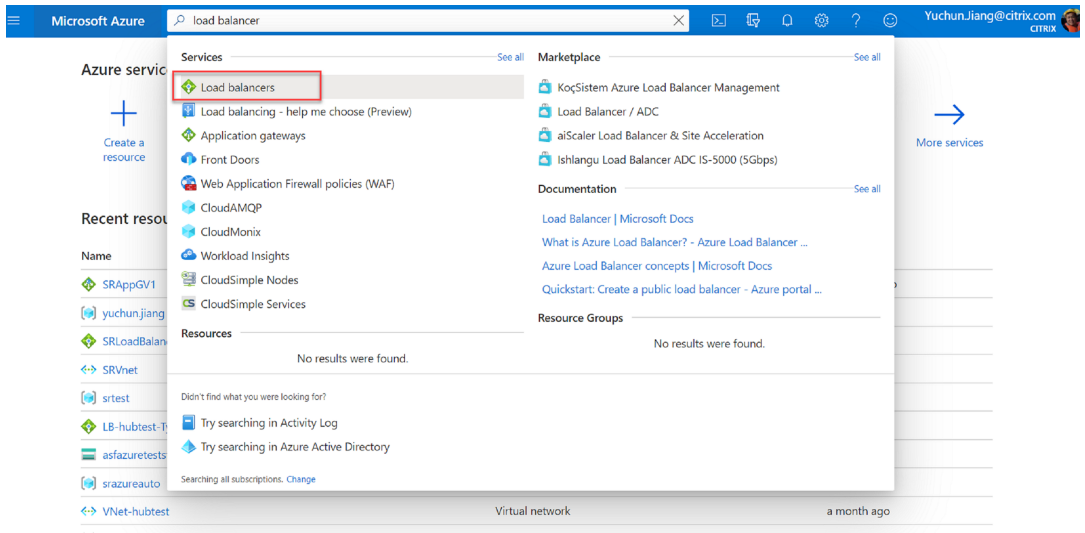 Microsoft Azure
load balancer
Yuchun.Jiang@citrix.com
CITRIX
Azure servic
Create a
resource
More services
Services
See all
Load balancers
Load balancing - help me choose (Preview)
Application gateways
Front Doors
Web Application Firewall policies (WAF)
CloudAMQP
CloudMonix
Workload Insights
CloudSimple Nodes
CloudSimple Services
Resources
No results were found.
Marketplace
See all
KoçSistem Azure Load Balancer Management
Load Balancer / ADC
aiScaler Load Balancer & Site Acceleration
Ishlangu Load Balancer ADC IS-5000 (5Gbps)
Documentation
See all
Load Balancer | Microsoft Docs
What is Azure Load Balancer? - Azure Load Balancer ...
Azure Load Balancer concepts | Microsoft Docs
Quickstart: Create a public load balancer - Azure portal ...
Resource Groups
No results were found.
Didn't find what you were looking for?
Try searching in Activity Log
Try searching in Azure Active Directory
Searching all subscriptions. Change
Recent resou
Name
SRAppGV1
yuchun.jiang
SRLoadBalan
SRVnet
srtest
LB-hubtest-T
asfazuretests
srazureauto
VNet-hubtest
Virtual network
a month ago